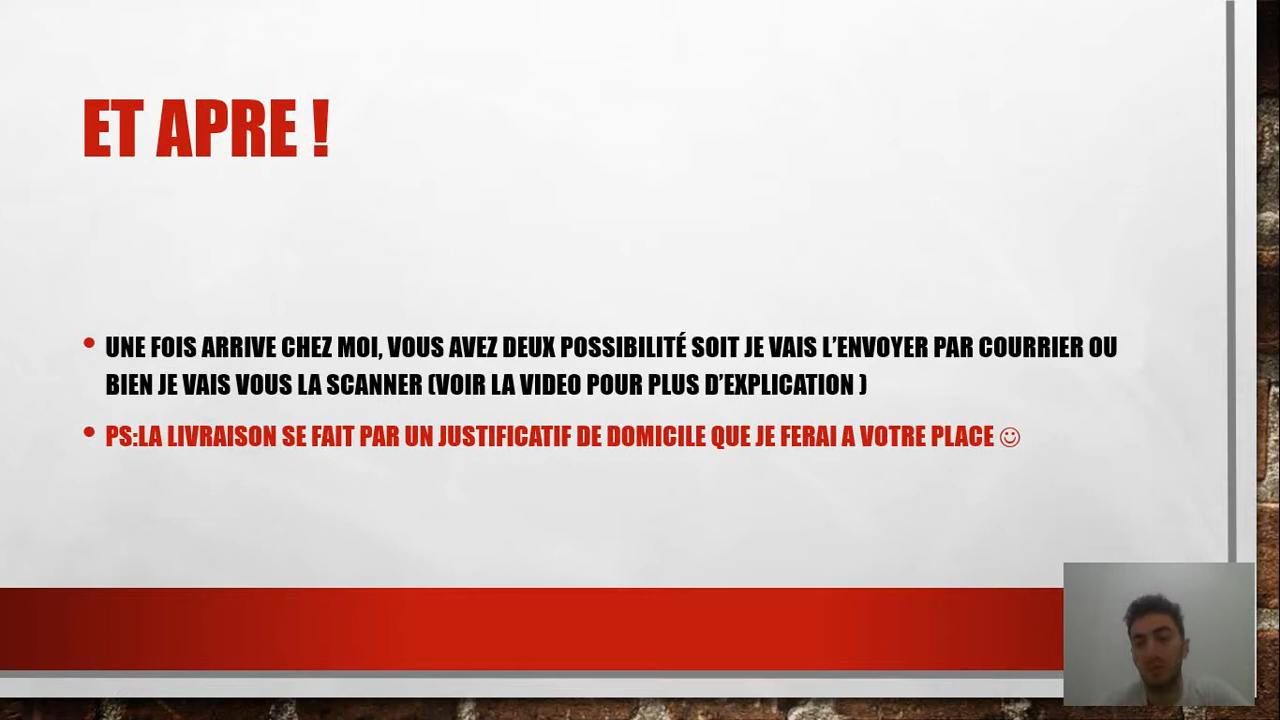 ET APRE !
• UNE FOIS ARRIVE CHEZ MOI, VOUS AVEZ DEUX POSSIBILITÉ SOIT JE VAIS L'ENVOYER PAR COURRIER OU
BIEN JE VAIS VOUS LA SCANNER (VOIR LA VIDEO POUR PLUS D'EXPLICATION )
• PS:LA LIVRAISON SE FAIT PAR UN JUSTIFICATIF DE DOMICILE QUE JE FERAI A VOTRE PLACE ☺